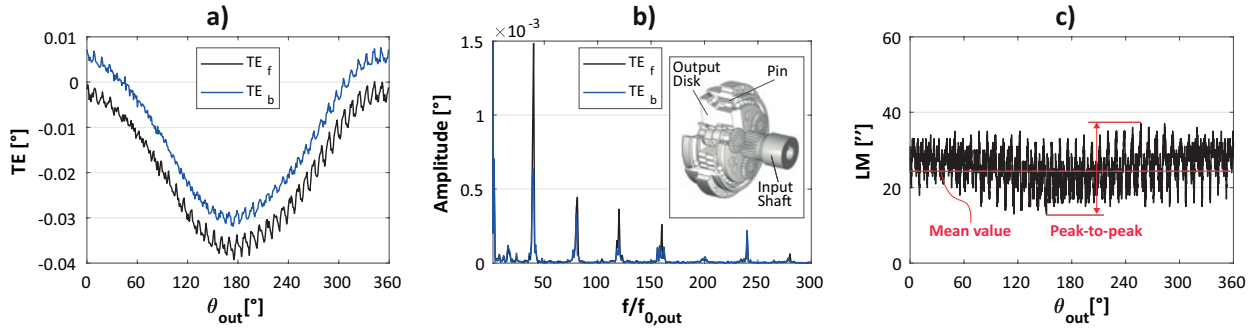 a)
0.01
0
-0.01
-0.02
-0.03
-0.04
TE [°]
TE f
TE b
0
60
120
180
240
300
360
θout[°]
b)
×10-3
1.5
1
0.5
0
Amplitude [°]
TE f
TE b
Output
Disk
Pin
Input
Shaft
50
100
150
200
250
300
f/f0,out
c)
60
40
20
0
LM [″]
Mean value
Peak-to-peak
0
60
120
180
240
300
360
θout[°]